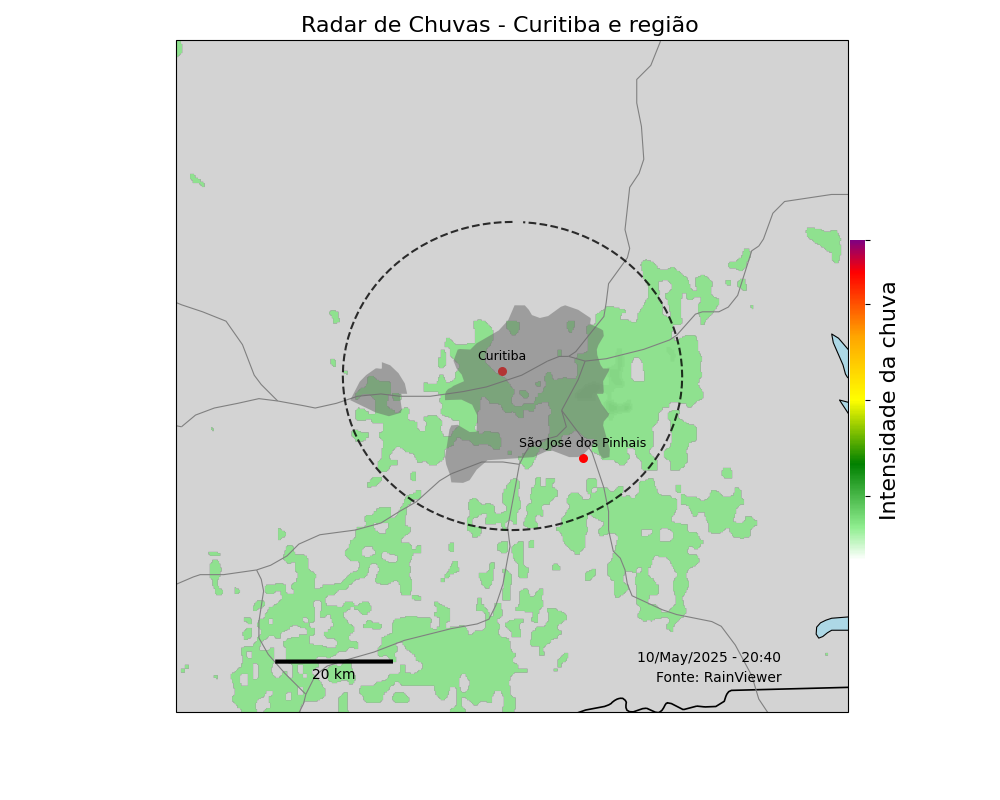 Radar de Chuvas - Curitiba e região
Curitiba
São José dos Pinhais
Intensidade da chuva
10/May/2025 - 20:40
Fonte: RainViewer
20 km